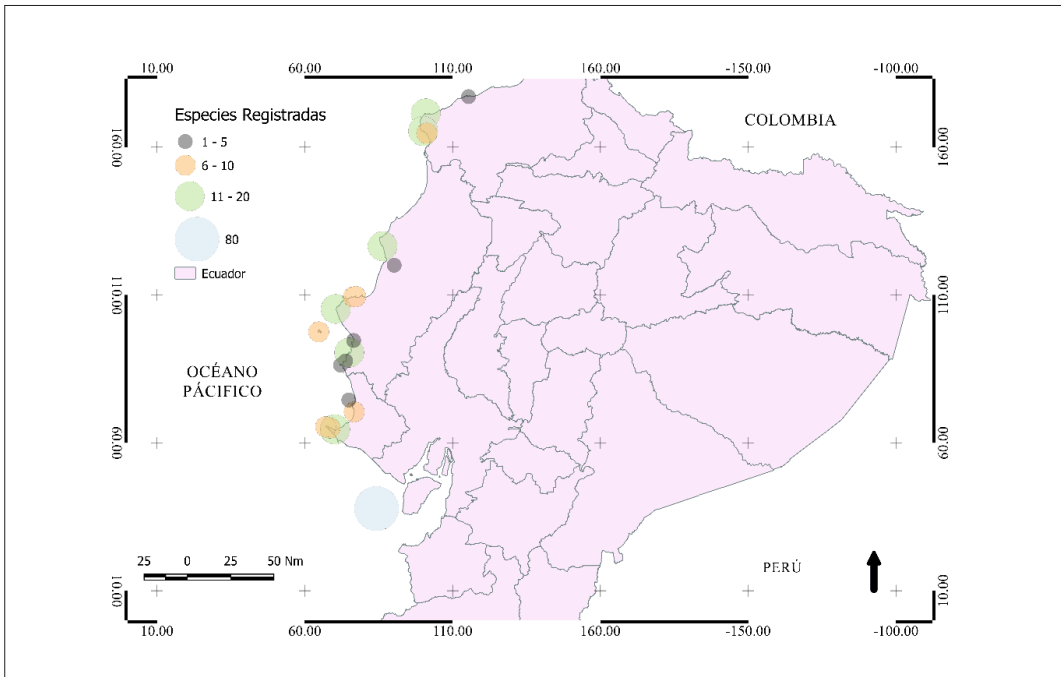 10.00 60.00 110.00 160.00 -150.00 -100.00
Especies Registradas
1 - 5
6 - 10
11 - 20
80
Ecuador
COLOMBIA
160.00 160.00
110.00 110.00
OCÉANO
PÁCIFICO
60.00 60.00
25 0 25 50 Nm
PERÚ
10.00 10.00
10.00 60.00 110.00 160.00 -150.00 -100.00